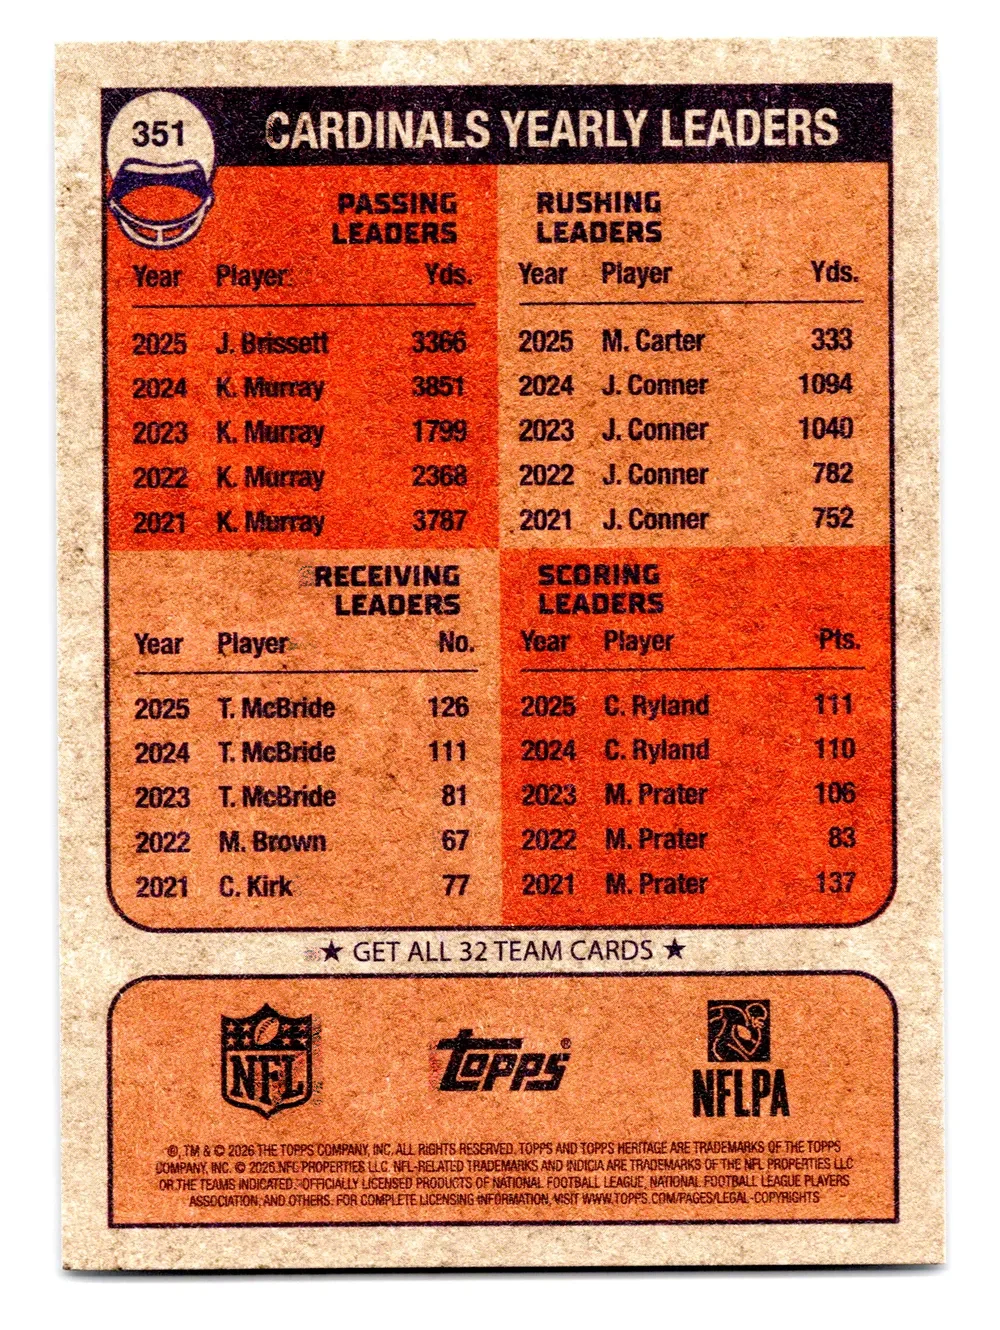 351
CARDINALS YEARLY LEADERS
PASSING
LEADERS
Year Player Yds.
2025 J. Brissett 3366
2024 K. Murray 3851
2023 K. Murray 1799
2022 K. Murray 2368
2021 K. Murray 3787
RUSHING
LEADERS
Year Player Yds.
2025 M. Carter 333
2024 J. Conner 1094
2023 J. Conner 1040
2022 J. Conner 782
2021 J. Conner 752
RECEIVING
LEADERS
Year Player No.
2025 T. McBride 126
2024 T. McBride 111
2023 T. McBride 81
2022 M. Brown 67
2021 C. Kirk 77
SCORING
LEADERS
Year Player Pts.
2025 C. Ryland 111
2024 C. Ryland 110
2023 M. Prater 106
2022 M. Prater 83
2021 M. Prater 137
★ GET ALL 32 TEAM CARDS ★
NFL
Topps®
NFLPA
®, TM & © 2026 THE TOPPS COMPANY, INC. ALL RIGHTS RESERVED. TOPPS AND TOPPS HERITAGE ARE TRADEMARKS OF THE TOPPS
COMPANY, INC. © 2026 NFL PROPERTIES LLC. NFL-RELATED TRADEMARKS AND INDICIA ARE TRADEMARKS OF THE NFL PROPERTIES LLC
OR THE TEAMS INDICATED. OFFICIALLY LICENSED PRODUCTS OF NATIONAL FOOTBALL LEAGUE, NATIONAL FOOTBALL LEAGUE PLAYERS
ASSOCIATION, AND OTHERS. FOR COMPLETE LICENSING INFORMATION, VISIT WWW.TOPPS.COM/PAGES/LEGAL-COPYRIGHTS